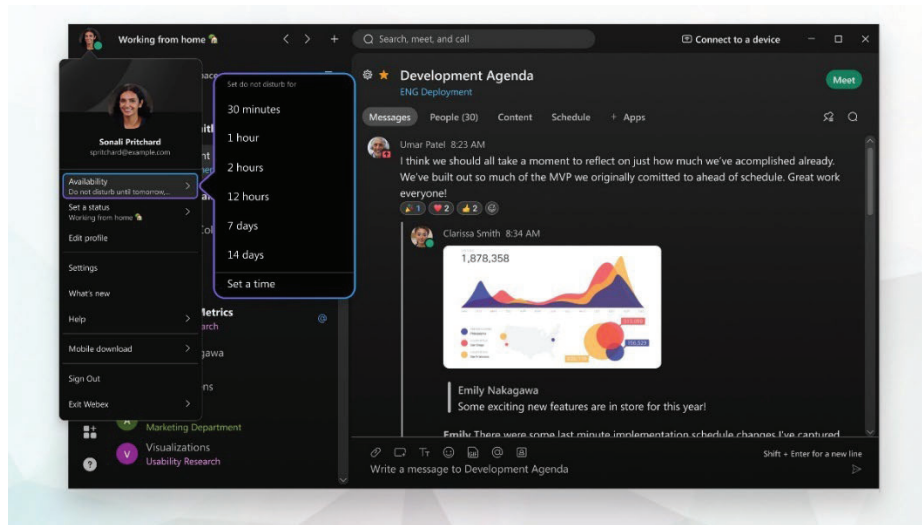 Working from home
Search, meet, and call
Connect to a device
Sonali Pritchard
spritchard@example.com
Availability
Do not disturb until tomorrow,...
Set a status
Working from home
Edit profile
Settings
What's new
Help
Mobile download
Sign Out
Exit Webex
Set do not disturb for
30 minutes
1 hour
2 hours
12 hours
7 days
14 days
Set a time
Metrics
Marketing Department
V
Visualizations
Usability Research
Development Agenda
ENG Deployment
Meet
Messages People (30) Content Schedule + Apps
Umar Patel 8:23 AM
I think we should all take a moment to reflect on just how much we've acomplished already.
We've built out so much of the MVP we originally comitted to ahead of schedule. Great work
everyone!
1 2 2
Clarissa Smith 8:34 AM
1,878,358
Emily Nakagawa
Some exciting new features are in store for this year!
Emily There were some last minute implementation schedule changes I've captured
Shift + Enter for a new line
Write a message to Development Agenda